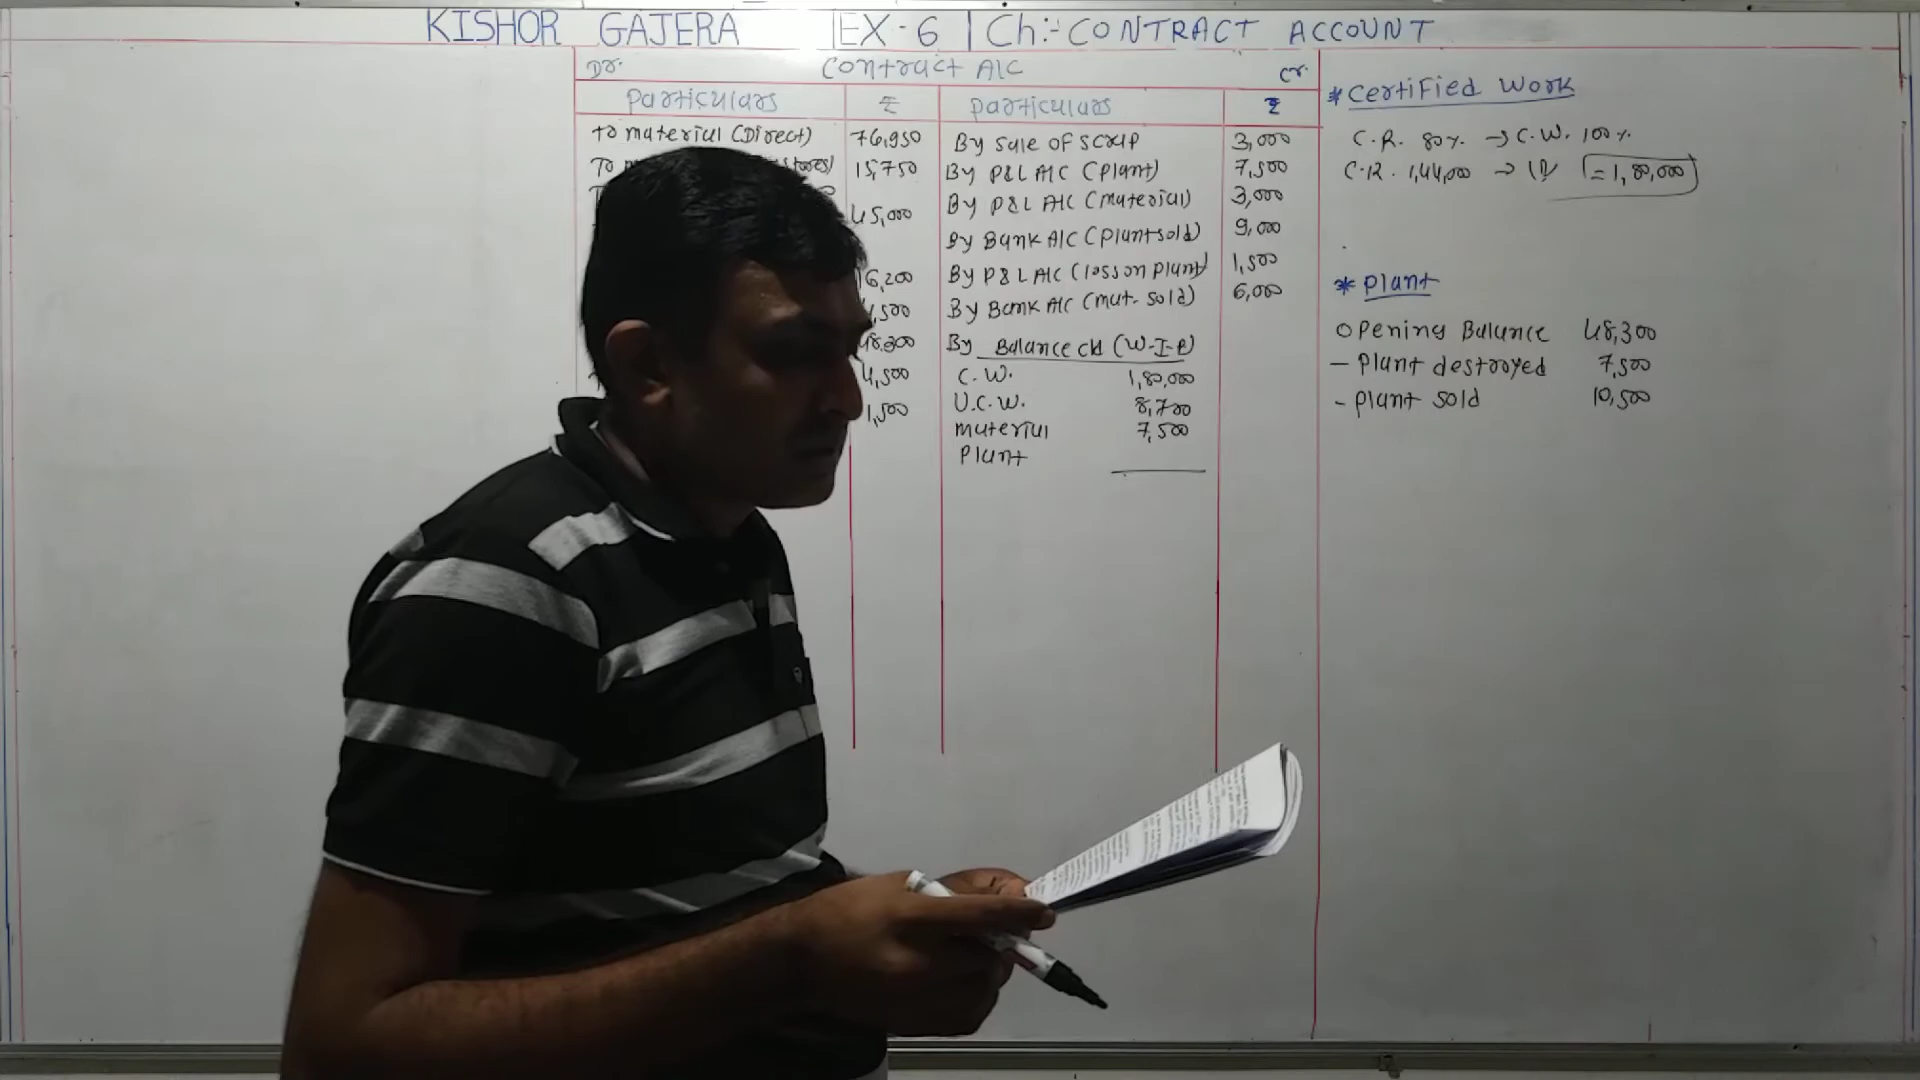 KISHOR GAJERA | EX-6 | Ch:- CONTRACT ACCOUNT
Dr. Contract A/C Cr.
Particulars ₹ Particulars ₹
To material (Direct) 76,950 By Sale of scrap 3,000
To 15,750 By P&L A/C (Plant) 7,500
45,000 By P&L A/C (material) 3,000
By Bank A/C (Plant sold) 9,000
16,200 By P&L A/C (loss on plant) 1,500
,500 By Bank A/C (mat. sold) 6,000
48,300 By Balance c/d (W-I-P)
4,500 C.W. 1,80,000
1,500 U.C.W. 8,700
material 7,500
Plant
* Certified Work
C.R. 80% → C.W. 100%
C.R. 1,44,000 → (?) = 1,80,000
* Plant
Opening Balance 48,300
- Plant destroyed 7,500
- Plant sold 10,500